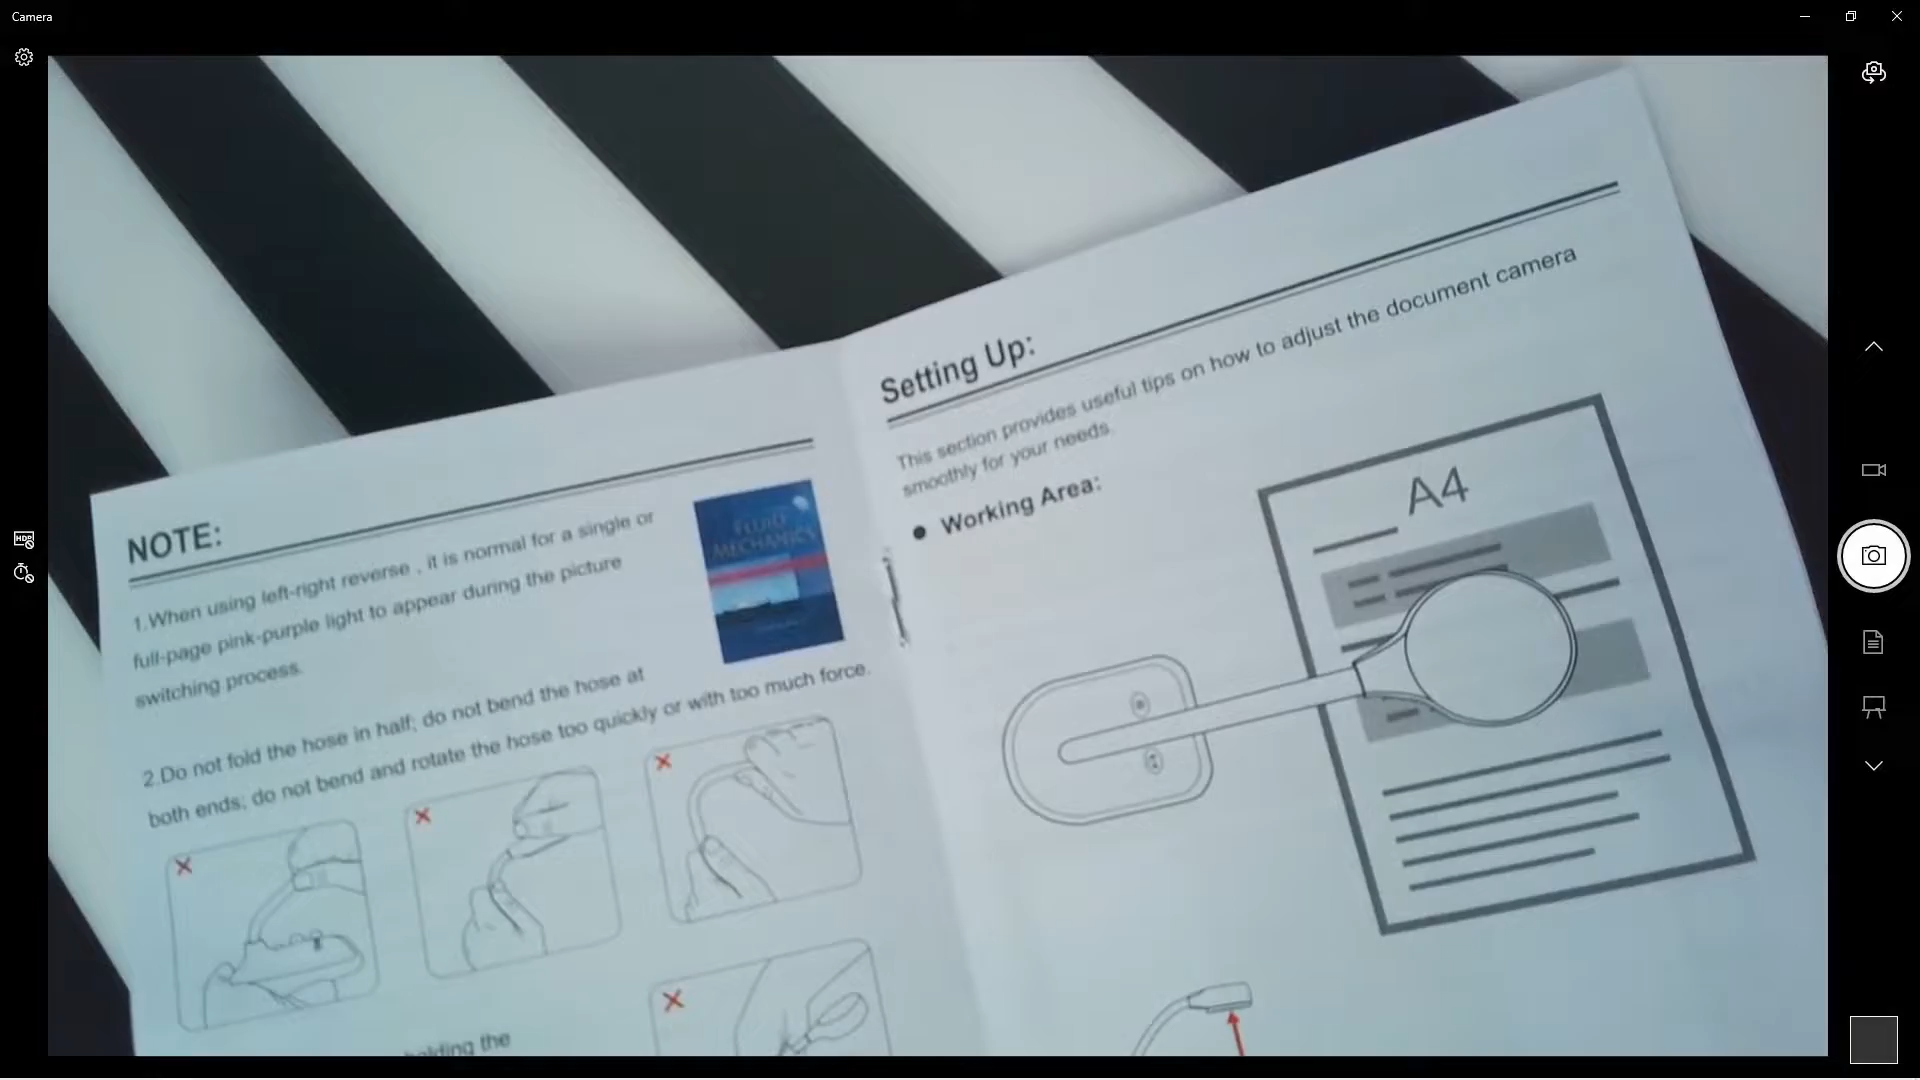 Camera
HDR
NOTE:
1.When using left-right reverse , it is normal for a single or
full-page pink-purple light to appear during the picture
switching process.
FLUID
MECHANICS
2.Do not fold the hose in half; do not bend the hose at
both ends; do not bend and rotate the hose too quickly or with too much force.
holding the
Setting Up:
This section provides useful tips on how to adjust the document camera
smoothly for your needs.
● Working Area:
A4